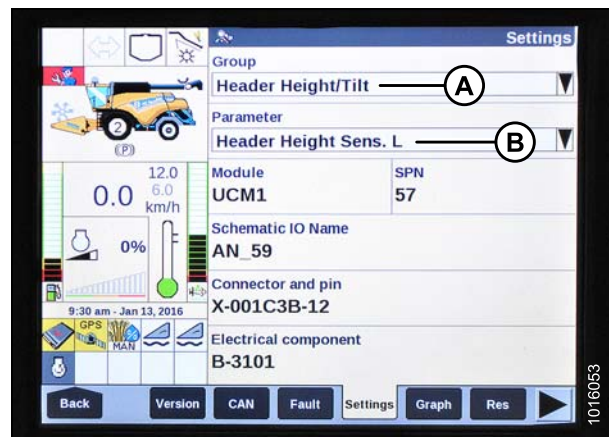 Settings
Group
Header Height/Tilt
A
Parameter
Header Height Sens. L
B
Module
UCM1
SPN
57
Schematic IO Name
AN_59
Connector and pin
X-001C3B-12
Electrical component
B-3101
2
(P)
0.0
12.0
6.0
km/h
0%
9:30 am - Jan 13, 2016
GPS
MAN
Back
Version
CAN
Fault
Settings
Graph
Res
1016053